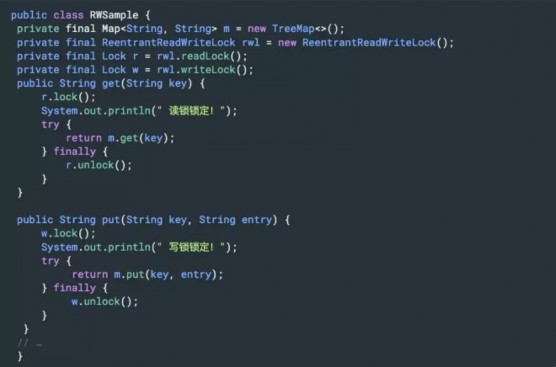 public class RWSample {
private final Map<String, String> m = new TreeMap<>();
private final ReentrantReadWriteLock rwl = new ReentrantReadWriteLock();
private final Lock r = rwl.readLock();
private final Lock w = rwl.writeLock();
public String get(String key) {
r.lock();
System.out.println(" 读锁锁定！");
try {
return m.get(key);
} finally {
r.unlock();
}
}
public String put(String key, String entry) {
w.lock();
System.out.println(" 写锁锁定！");
try {
return m.put(key, entry);
} finally {
w.unlock();
}
}
// …
}